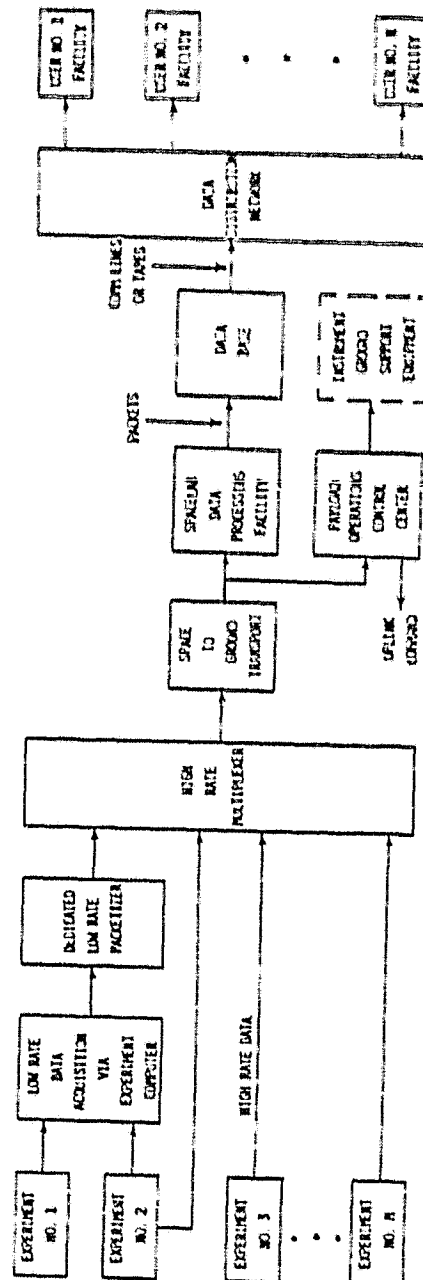 EXPERIMENT
NO. 1
EXPERIMENT
NO. 2
EXPERIMENT
NO. 3
EXPERIMENT
NO. M
LOW RATE
DATA
ACQUISITION
VIA
EXPERIMENT
COMPUTER
DEDICATED
LOW RATE
PACKETIZER
HIGH RATE DATA
HIGH
RATE
MULTIPLEXER
SPACE
TO
GROUND
TRANSPORT
SPACELAB
DATA
PROCESSING
FACILITY
PACKETS
DATA
BASE
COMM LINES
OR TAPES
PAYLOAD
OPERATIONS
CONTROL
CENTER
UPLINK
COMMAND
INSTRUMENT
GROUND
SUPPORT
EQUIPMENT
DATA
DISTRIBUTION
NETWORK
USER NO. 1
FACILITY
USER NO. 2
FACILITY
USER NO. N
FACILITY